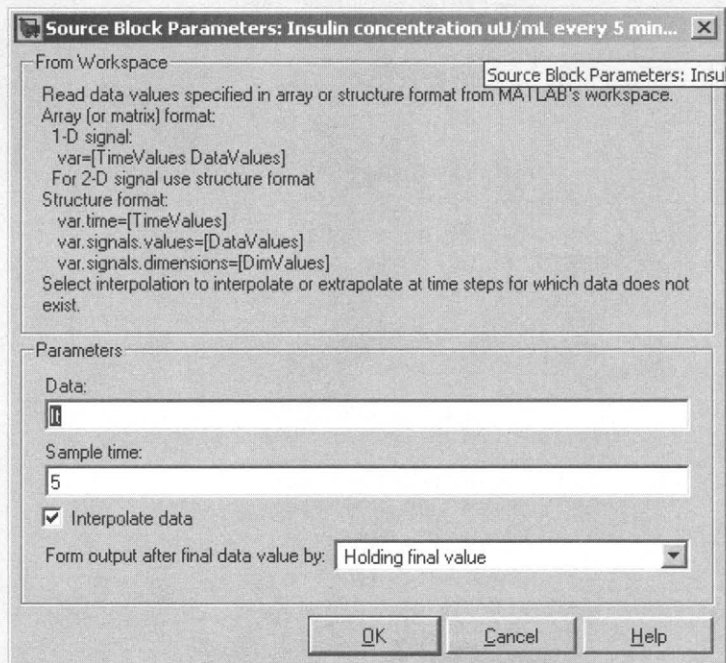 Source Block Parameters: Insulin concentration uU/mL every 5 min...
From Workspace
Source Block Parameters: Insul
Read data values specified in array or structure format from MATLAB's workspace.
Array (or matrix) format:
1-D signal:
var=[TimeValues DataValues]
For 2-D signal use structure format
Structure format:
var.time=[TimeValues]
var.signals.values=[DataValues]
var.signals.dimensions=[DimValues]
Select interpolation to interpolate or extrapolate at time steps for which data does not
exist.
Parameters
Data:
It
Sample time:
5
Interpolate data
Form output after final data value by: Holding final value
OK Cancel Help